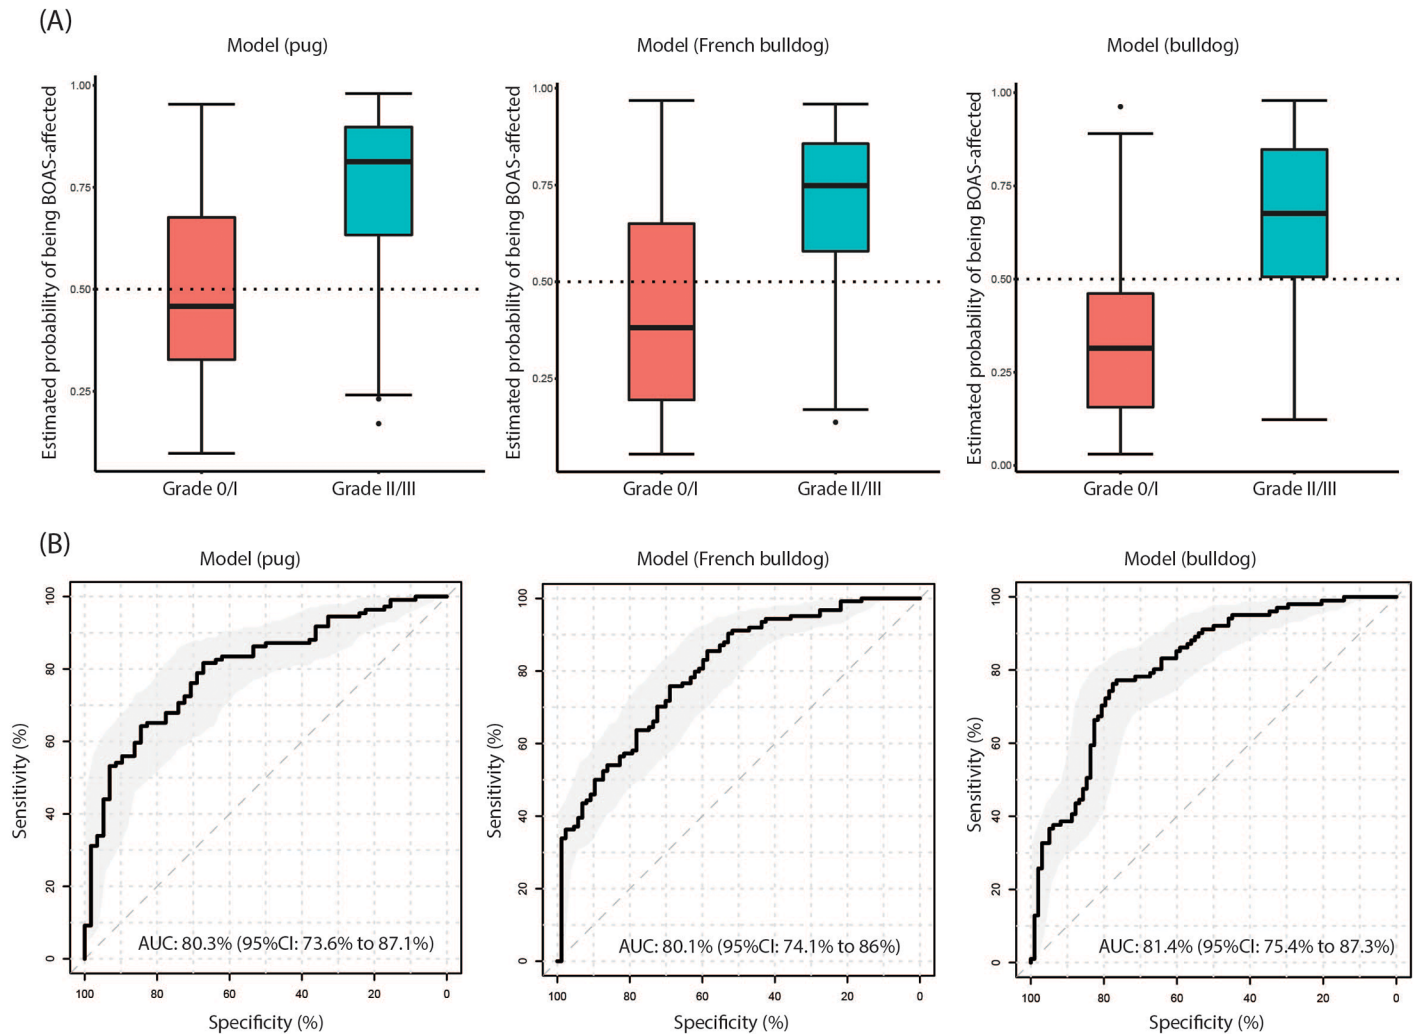 (A)
Model (pug)
Model (French bulldog)
Model (bulldog)
Estimated probability of being BOAS-affected
1.00
0.75
0.50
0.25
Grade 0/I
Grade II/III
Estimated probability of being BOAS-affected
1.00
0.75
0.50
0.25
Grade 0/I
Grade II/III
Estimated probability of being BOAS-affected
1.00
0.75
0.50
0.25
0.00
Grade 0/I
Grade II/III
(B)
Model (pug)
Model (French bulldog)
Model (bulldog)
Sensitivity (%)
100
80
60
40
20
0
AUC: 80.3% (95%CI: 73.6% to 87.1%)
100
80
60
40
20
0
Specificity (%)
Sensitivity (%)
100
80
60
40
20
0
AUC: 80.1% (95%CI: 74.1% to 86%)
100
80
60
40
20
0
Specificity (%)
Sensitivity (%)
100
80
60
40
20
0
AUC: 81.4% (95%CI: 75.4% to 87.3%)
100
80
60
40
20
0
Specificity (%)